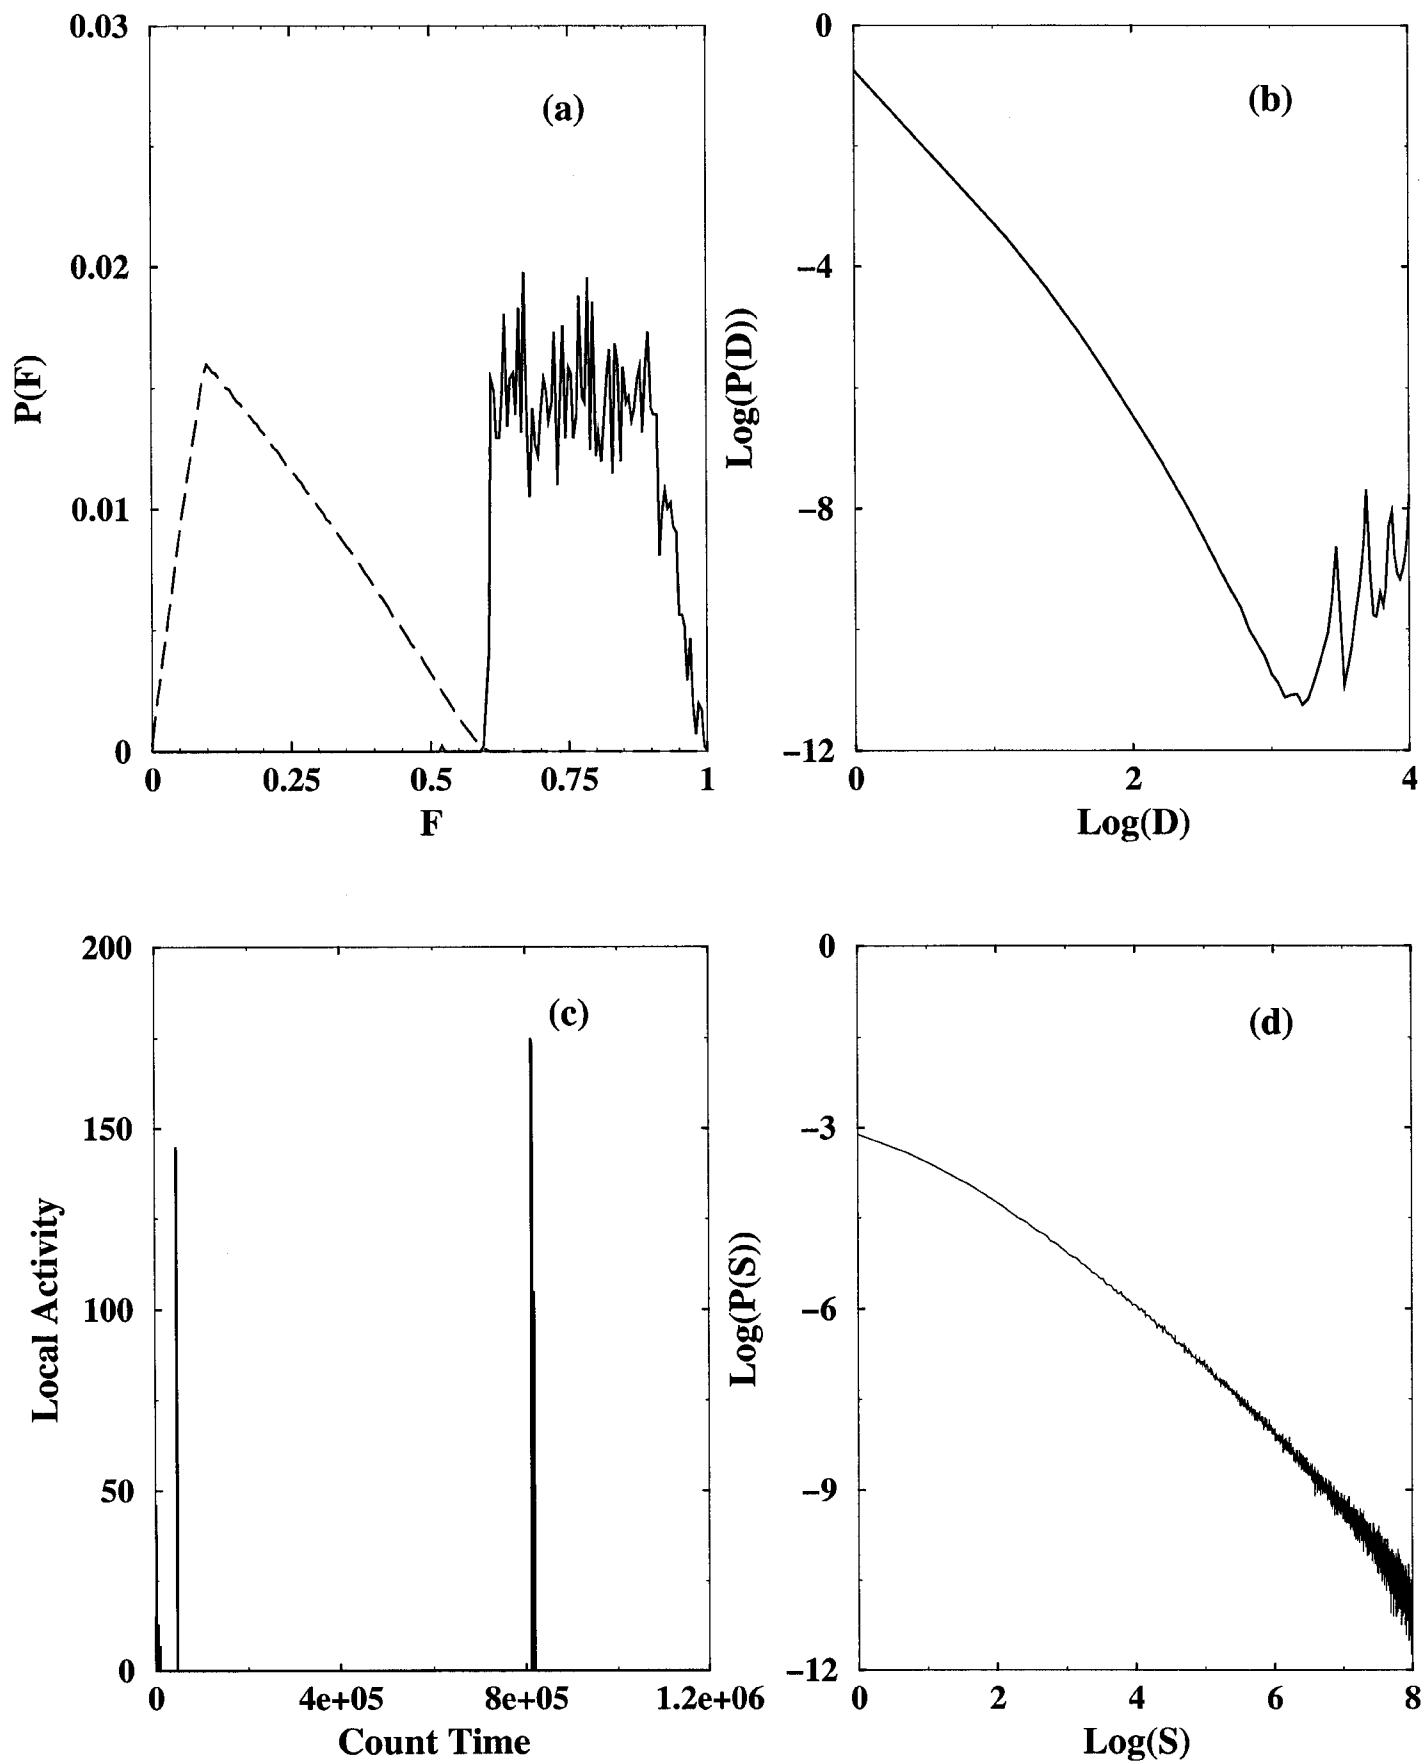 0.03
(a)
0.02
P(F)
0.01
0
0
0.25
0.5
0.75
1
F
0
(b)
−4
Log(P(D))
−8
−12
0
2
4
Log(D)
200
(c)
150
Local Activity
100
50
0
0
4e+05
8e+05
1.2e+06
Count Time
0
(d)
−3
Log(P(S))
−6
−9
−12
0
2
4
6
8
Log(S)